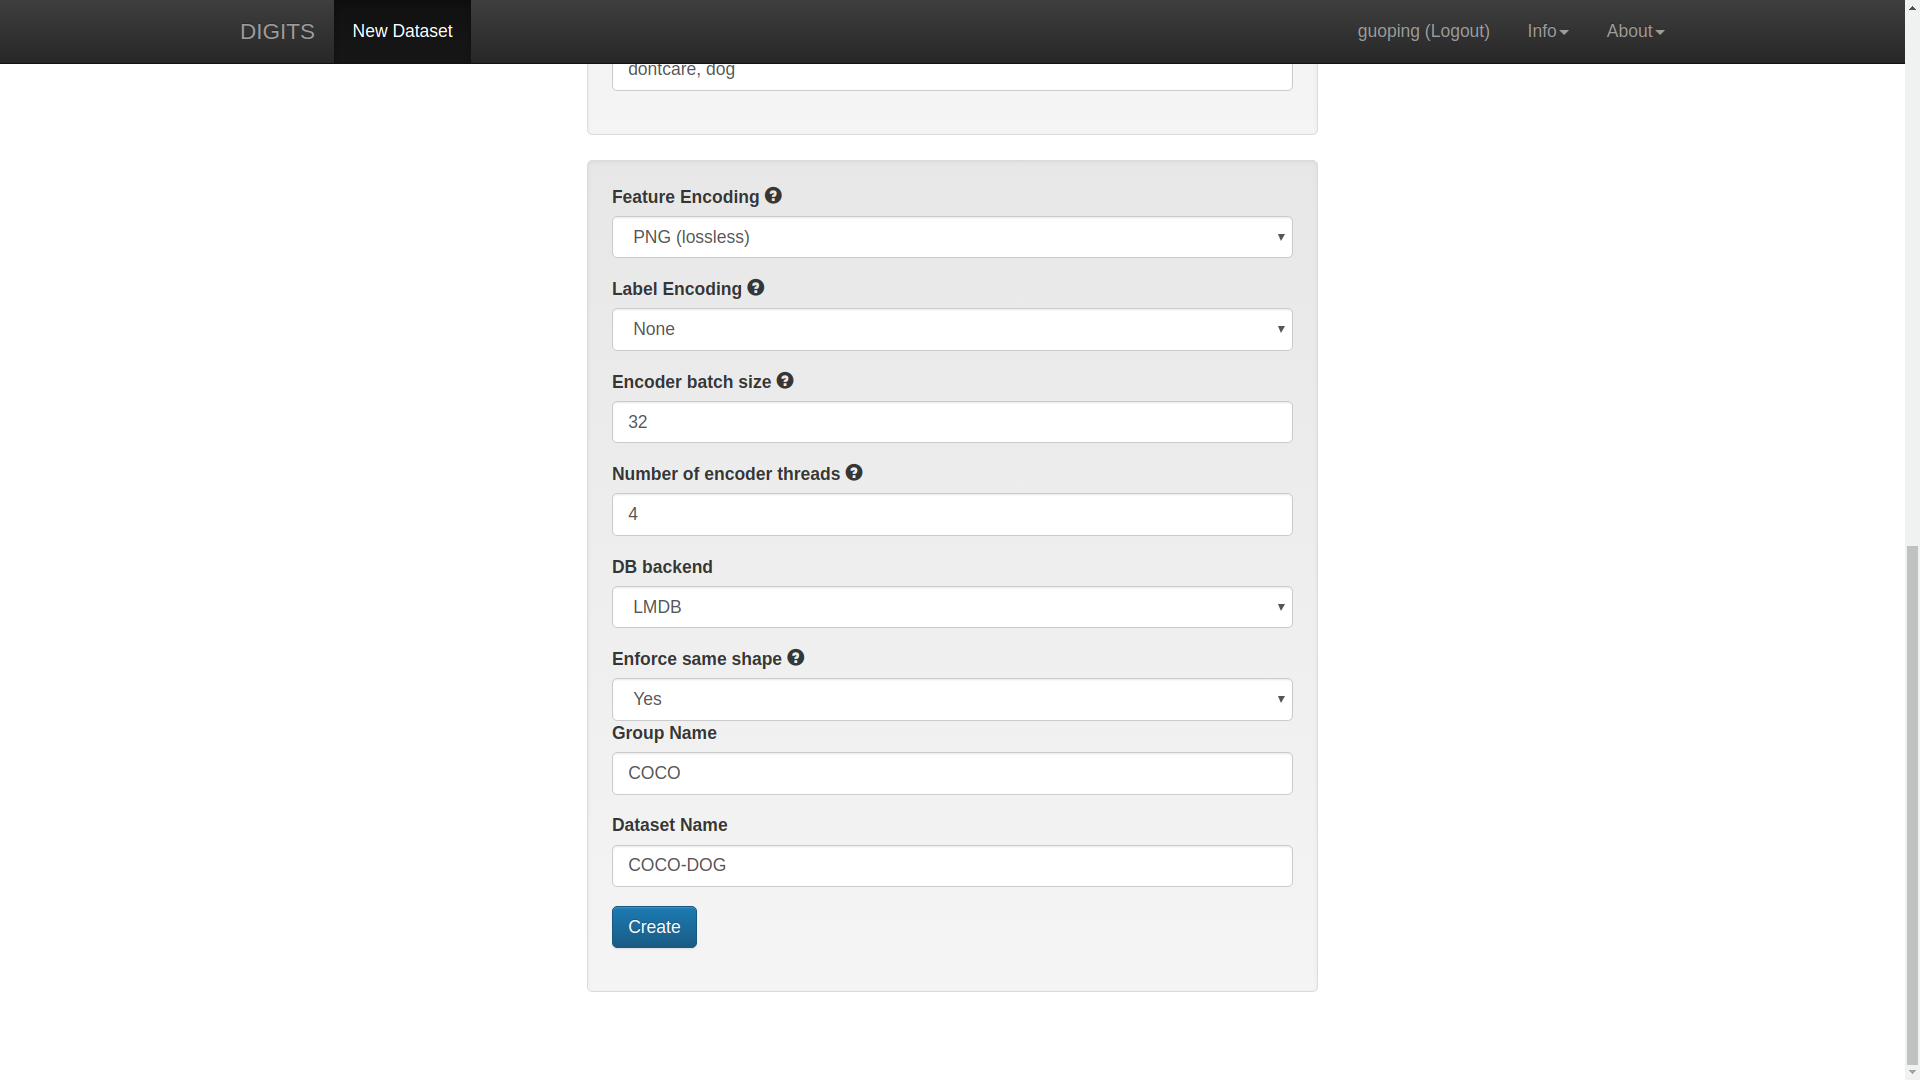 DIGITS New Dataset guoping (Logout) Info About
dontcare, dog
Feature Encoding
PNG (lossless)
Label Encoding
None
Encoder batch size
32
Number of encoder threads
4
DB backend
LMDB
Enforce same shape
Yes
Group Name
COCO
Dataset Name
COCO-DOG
Create